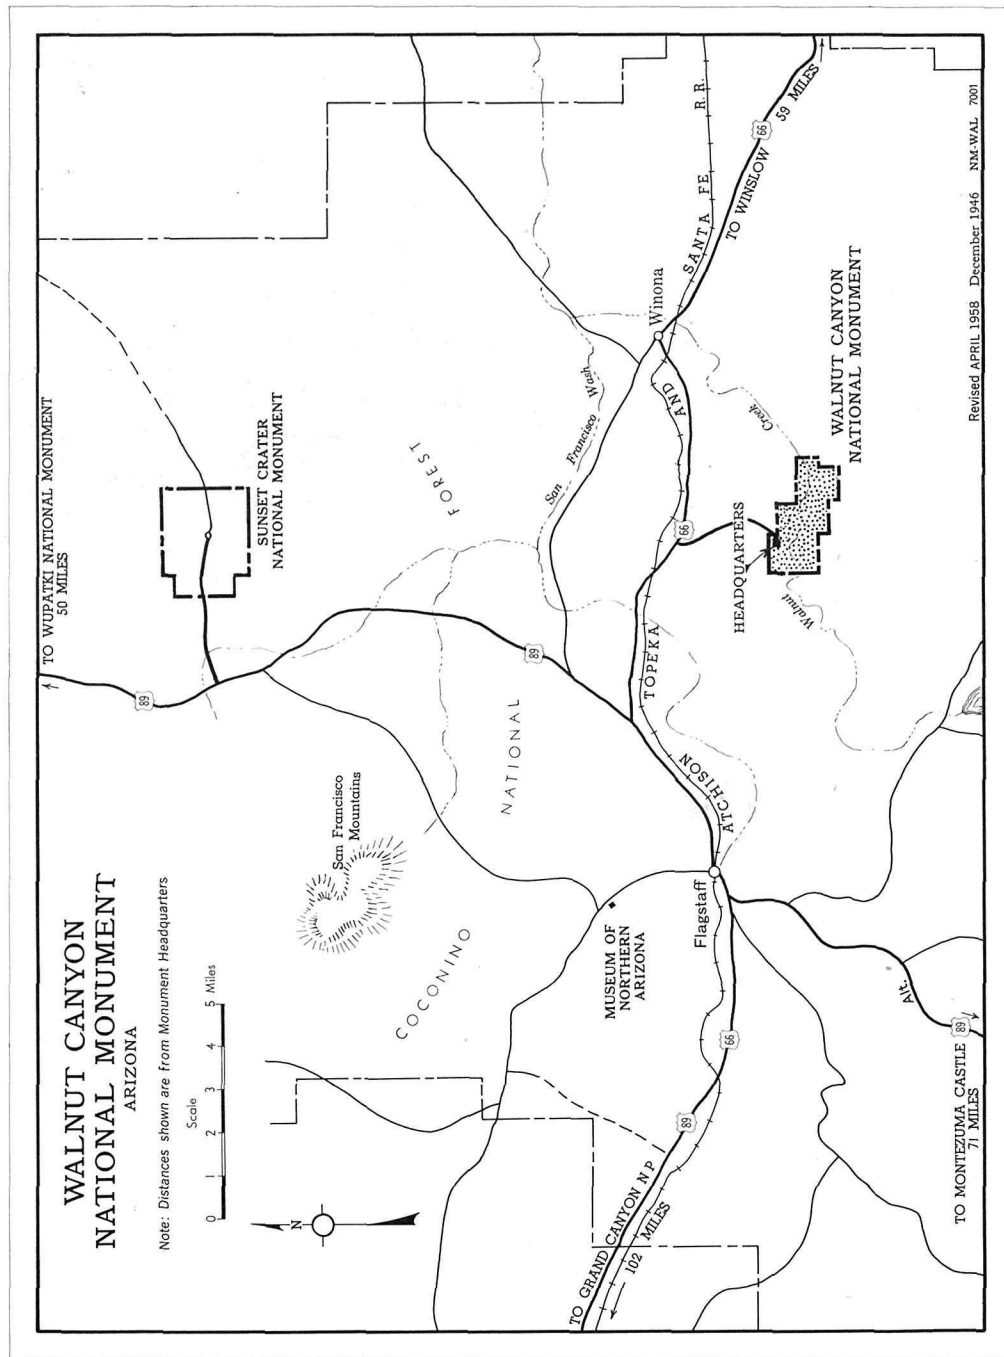 WALNUT CANYON
NATIONAL MONUMENT
ARIZONA
Note: Distances shown are from Monument Headquarters
Scale
0 1 2 3 4 5 Miles
N
TO WUPATKI NATIONAL MONUMENT
50 MILES
89
SUNSET CRATER
NATIONAL MONUMENT
San Francisco
Mountains
COCONINO
NATIONAL
FOREST
89
MUSEUM OF
NORTHERN
ARIZONA
San Francisco Wash
Winona
Flagstaff
ATCHISON
TOPEKA
AND
SANTA FE R.R.
66
TO WINSLOW 59 MILES
66
TO GRAND CANYON N P
102 MILES
89
66
HEADQUARTERS
Walnut
Creek
WALNUT CANYON
NATIONAL MONUMENT
Alt.
89
TO MONTEZUMA CASTLE
71 MILES
Revised APRIL 1958 December 1946 NM-WAL 7001